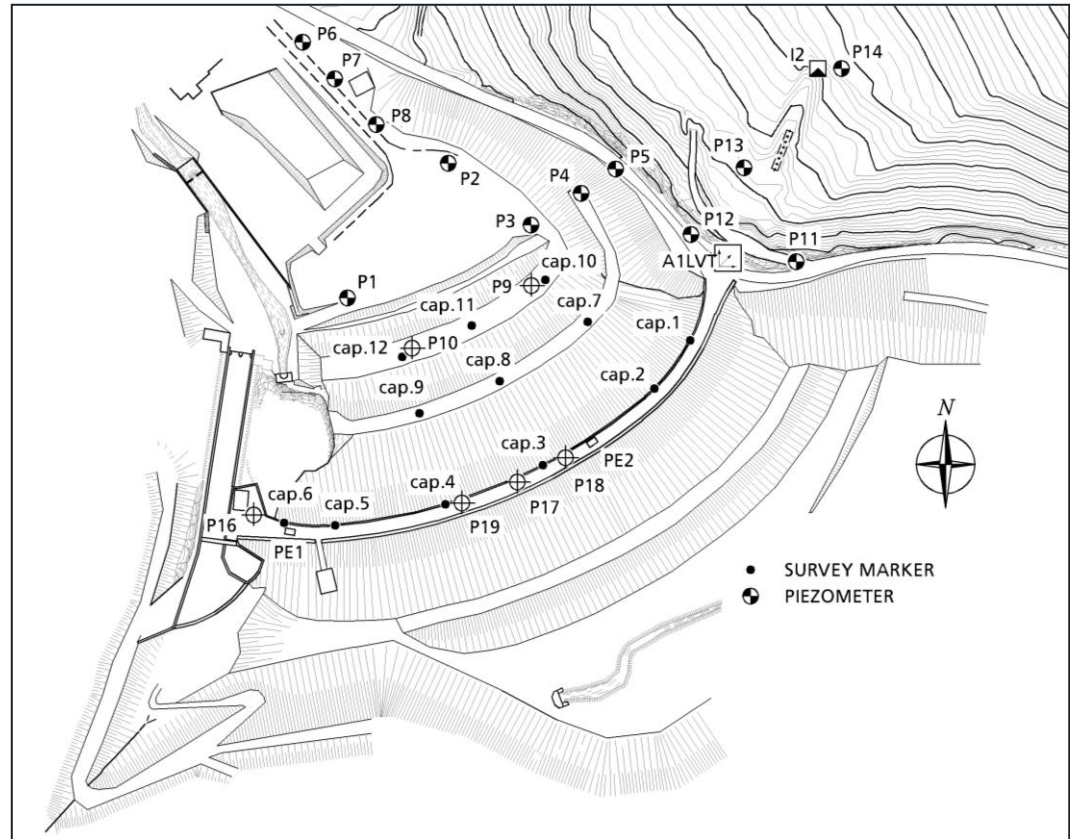 P6
I2
P14
P7
P8
P13
P5
P2
P4
P3
P12
P11
A1LVT
cap.10
P9
P1
cap.11
cap.7
cap.1
cap.12
P10
cap.8
cap.2
cap.9
N
cap.3
PE2
P18
cap.4
cap.6
cap.5
P17
P16
P19
PE1
SURVEY MARKER
PIEZOMETER